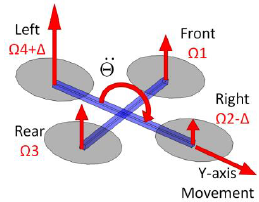 Left
Ω4+Δ
Θ̈
Front
Ω1
Right
Ω2-Δ
Rear
Ω3
Y-axis
Movement